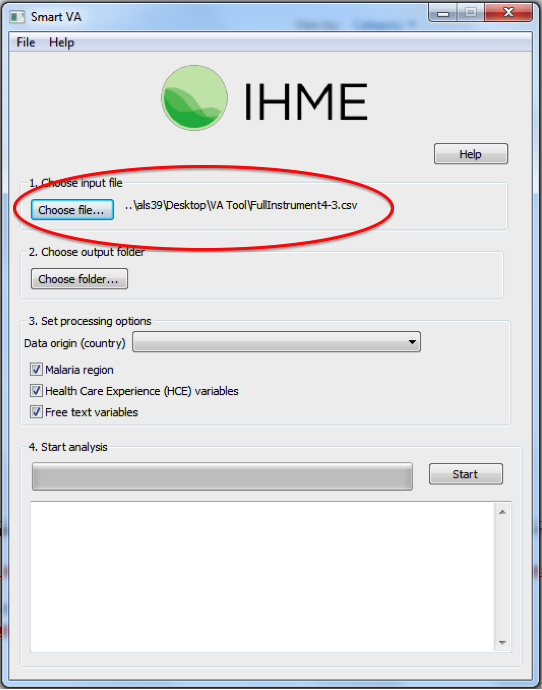 Smart VA
File Help
IHME
Help
1. Choose input file
Choose file... ..\als39\Desktop\VA Tool\FullInstrument4-3.csv
2. Choose output folder
Choose folder...
3. Set processing options
Data origin (country)
Malaria region
Health Care Experience (HCE) variables
Free text variables
4. Start analysis
Start